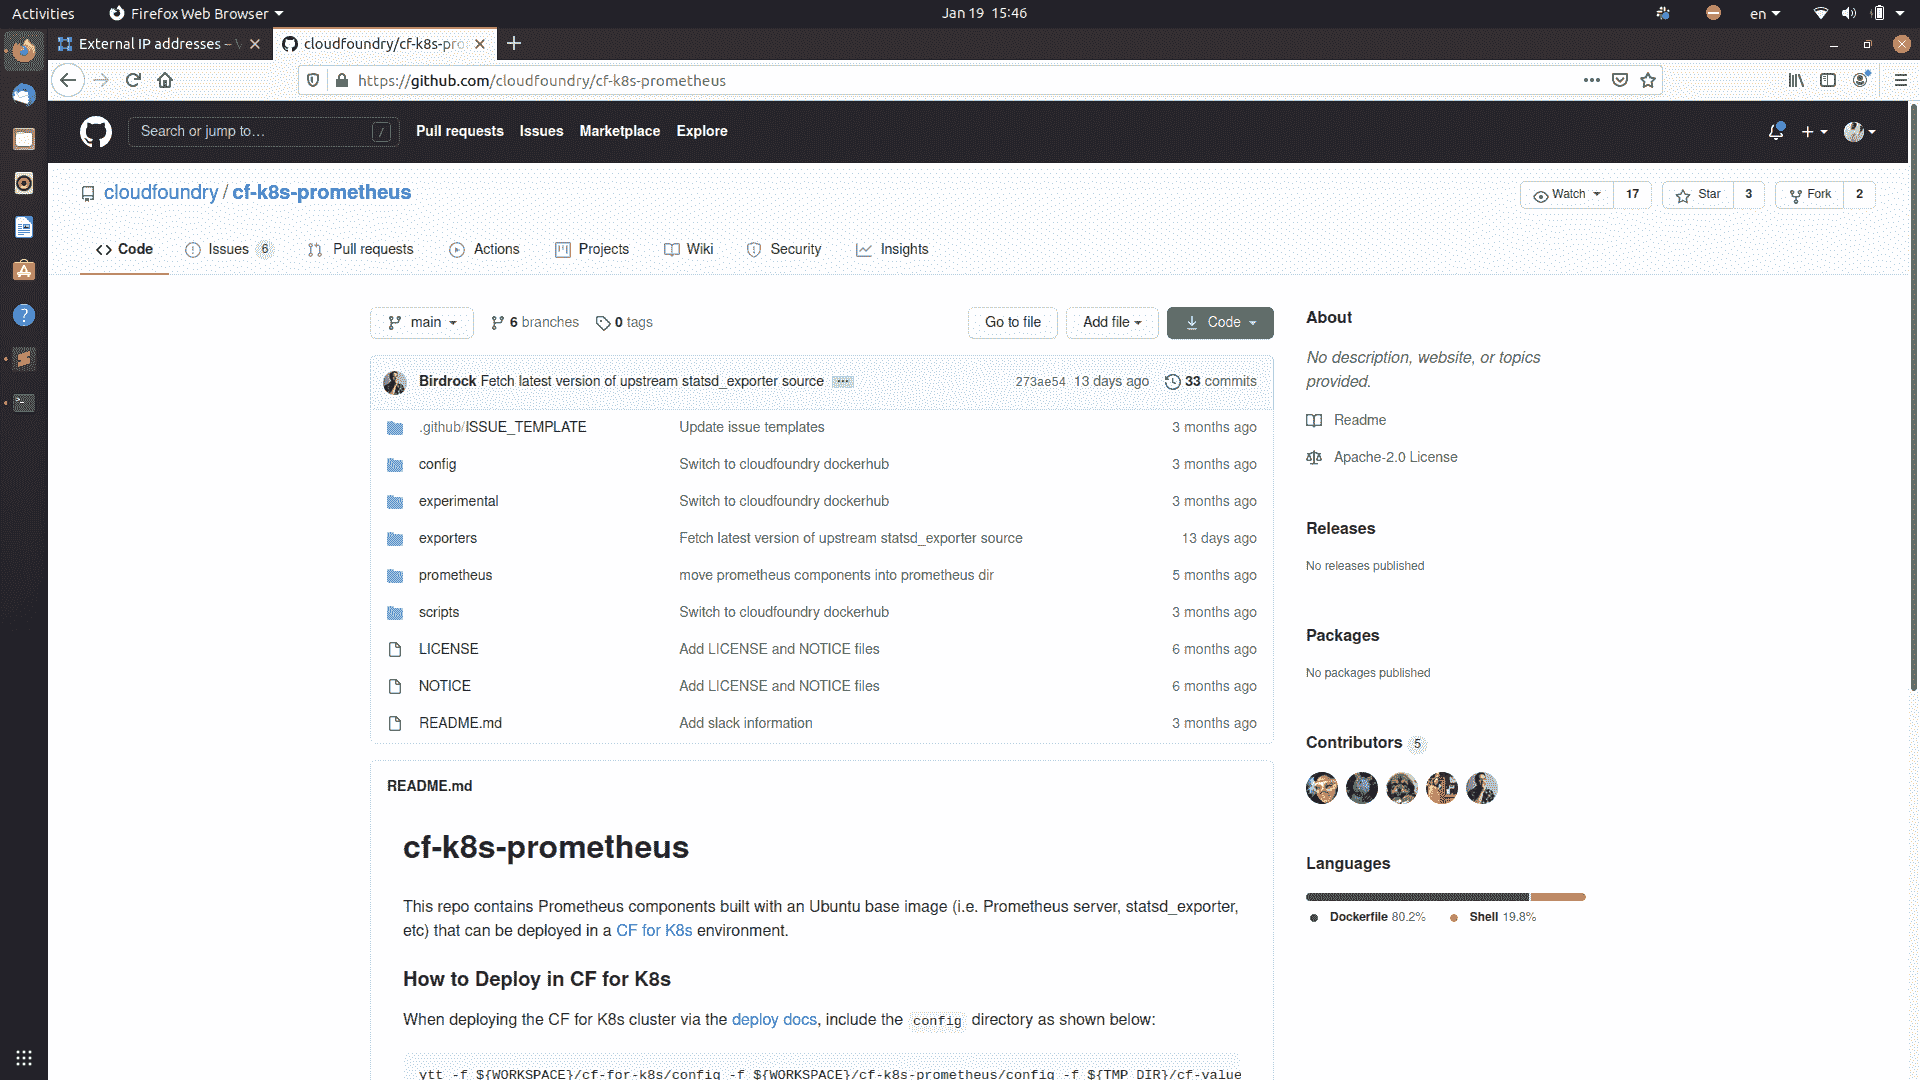 Activities Firefox Web Browser Jan 19 15:46 en
External IP addresses – cloudfoundry/cf-k8s-pro
https://github.com/cloudfoundry/cf-k8s-prometheus
Search or jump to… / Pull requests Issues Marketplace Explore
cloudfoundry / cf-k8s-prometheus Watch 17 Star 3 Fork 2
Code Issues 6 Pull requests Actions Projects Wiki Security Insights
main 6 branches 0 tags Go to file Add file Code
Birdrock Fetch latest version of upstream statsd_exporter source ... 273ae54 13 days ago 33 commits
.github/ISSUE_TEMPLATE Update issue templates 3 months ago
config Switch to cloudfoundry dockerhub 3 months ago
experimental Switch to cloudfoundry dockerhub 3 months ago
exporters Fetch latest version of upstream statsd_exporter source 13 days ago
prometheus move prometheus components into prometheus dir 5 months ago
scripts Switch to cloudfoundry dockerhub 3 months ago
LICENSE Add LICENSE and NOTICE files 6 months ago
NOTICE Add LICENSE and NOTICE files 6 months ago
README.md Add slack information 3 months ago
README.md
cf-k8s-prometheus
This repo contains Prometheus components built with an Ubuntu base image (i.e. Prometheus server, statsd_exporter,
etc) that can be deployed in a CF for K8s environment.
How to Deploy in CF for K8s
When deploying the CF for K8s cluster via the deploy docs, include the config directory as shown below:
ytt -f ${WORKSPACE}/cf-for-k8s/config -f ${WORKSPACE}/cf-k8s-prometheus/config -f ${TMP_DIR}/cf-value
About
No description, website, or topics
provided.
Readme
Apache-2.0 License
Releases
No releases published
Packages
No packages published
Contributors 5
Languages
Dockerfile 80.2% Shell 19.8%